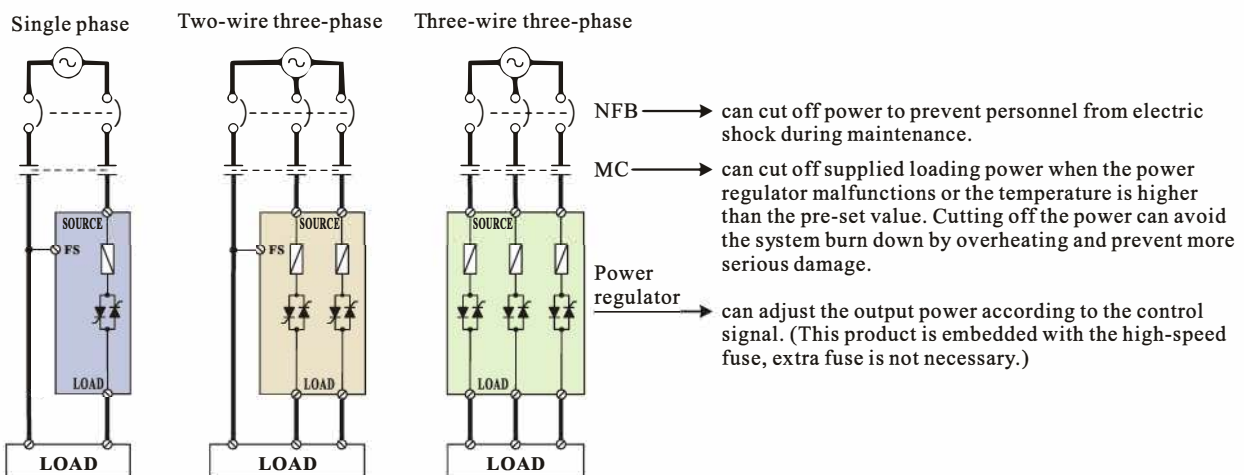 Single phase
Two-wire three-phase
Three-wire three-phase
NFB
can cut off power to prevent personnel from electric
shock during maintenance.
MC
can cut off supplied loading power when the power
regulator malfunctions or the temperature is higher
than the pre-set value. Cutting off the power can avoid
the system burn down by overheating and prevent more
serious damage.
Power
regulator
can adjust the output power according to the control
signal. (This product is embedded with the high-speed
fuse, extra fuse is not necessary.)
SOURCE
FS
LOAD
LOAD
SOURCE
FS
LOAD
LOAD
SOURCE
LOAD
LOAD